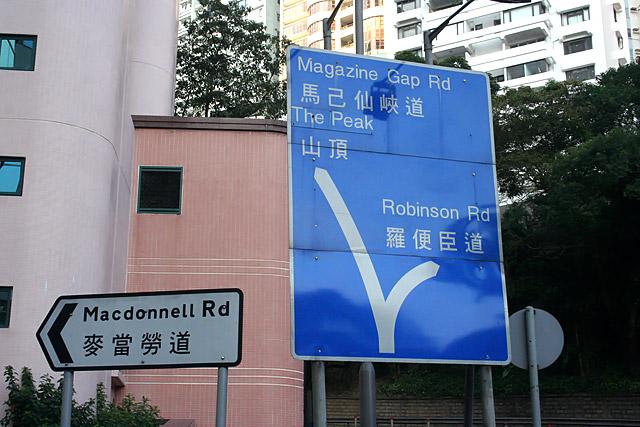 Magazine Gap Rd
馬己仙峽道
The Peak
山頂
Robinson Rd
羅便臣道
Macdonnell Rd
麥當勞道